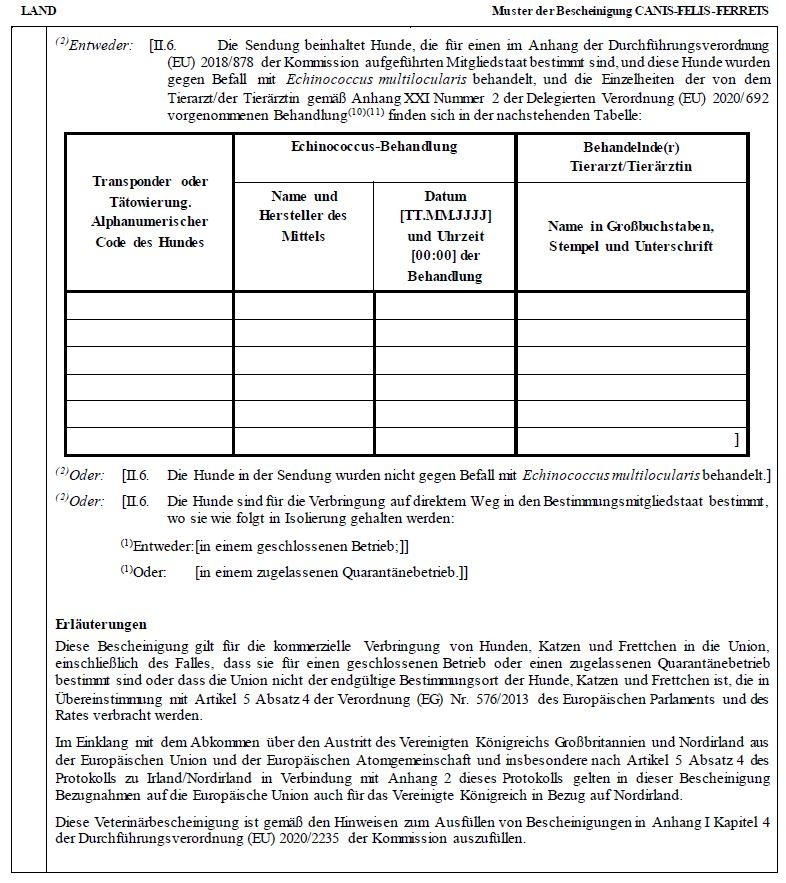 LAND Muster der Bescheinigung CANIS-FELIS-FERRETS
(2)Entweder: [II.6. Die Sendung beinhaltet Hunde, die für einen im Anhang der Durchführungsverordnung
(EU) 2018/878 der Kommission aufgeführten Mitgliedstaat bestimmt sind, und diese Hunde wurden
gegen Befall mit Echinococcus multilocularis behandelt, und die Einzelheiten der von dem
Tierarzt/der Tierärztin gemäß Anhang XXI Nummer 2 der Delegierten Verordnung (EU) 2020/692
vorgenommenen Behandlung(10)(11) finden sich in der nachstehenden Tabelle:
Transponder oder
Tätowierung.
Alphanumerischer
Code des Hundes
Echinococcus-Behandlung
Name und
Hersteller des
Mittels
Datum
[TT.MM.JJJJ]
und Uhrzeit
[00:00] der
Behandlung
Behandelnde(r)
Tierarzt/Tierärztin
Name in Großbuchstaben,
Stempel und Unterschrift
]
(2)Oder: [II.6. Die Hunde in der Sendung wurden nicht gegen Befall mit Echinococcus multilocularis behandelt.]
(2)Oder: [II.6. Die Hunde sind für die Verbringung auf direktem Weg in den Bestimmungsmitgliedstaat bestimmt,
wo sie wie folgt in Isolierung gehalten werden:
(1)Entweder:[in einem geschlossenen Betrieb;]]
(1)Oder: [in einem zugelassenen Quarantänebetrieb.]]
Erläuterungen
Diese Bescheinigung gilt für die kommerzielle Verbringung von Hunden, Katzen und Frettchen in die Union,
einschließlich des Falles, dass sie für einen geschlossenen Betrieb oder einen zugelassenen Quarantänebetrieb
bestimmt sind oder dass die Union nicht der endgültige Bestimmungsort der Hunde, Katzen und Frettchen ist, die in
Übereinstimmung mit Artikel 5 Absatz 4 der Verordnung (EG) Nr. 576/2013 des Europäischen Parlaments und des
Rates verbracht werden.
Im Einklang mit dem Abkommen über den Austritt des Vereinigten Königreichs Großbritannien und Nordirland aus
der Europäischen Union und der Europäischen Atomgemeinschaft und insbesondere nach Artikel 5 Absatz 4 des
Protokolls zu Irland/Nordirland in Verbindung mit Anhang 2 dieses Protokolls gelten in dieser Bescheinigung
Bezugnahmen auf die Europäische Union auch für das Vereinigte Königreich in Bezug auf Nordirland.
Diese Veterinärbescheinigung ist gemäß den Hinweisen zum Ausfüllen von Bescheinigungen in Anhang I Kapitel 4
der Durchführungsverordnung (EU) 2020/2235 der Kommission auszufüllen.